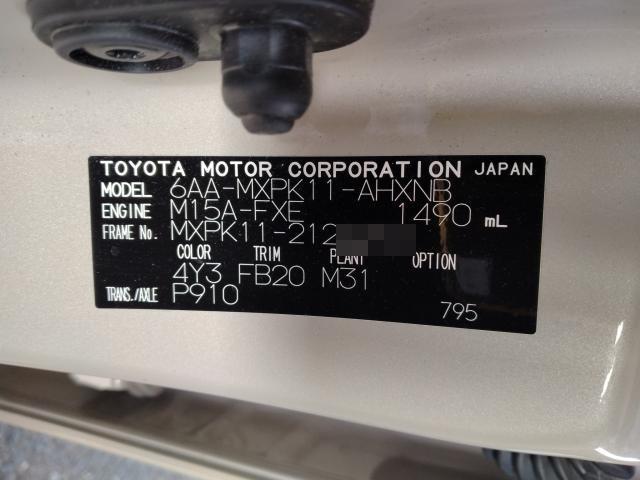 TOYOTA MOTOR CORPORATION JAPAN
MODEL 6AA-MXPK11-AHXNB
ENGINE M15A-FXE 1490 mL
FRAME No. MXPK11-212
COLOR TRIM PLANT OPTION
4Y3 FB20 M31
TRANS./AXLE P910
795